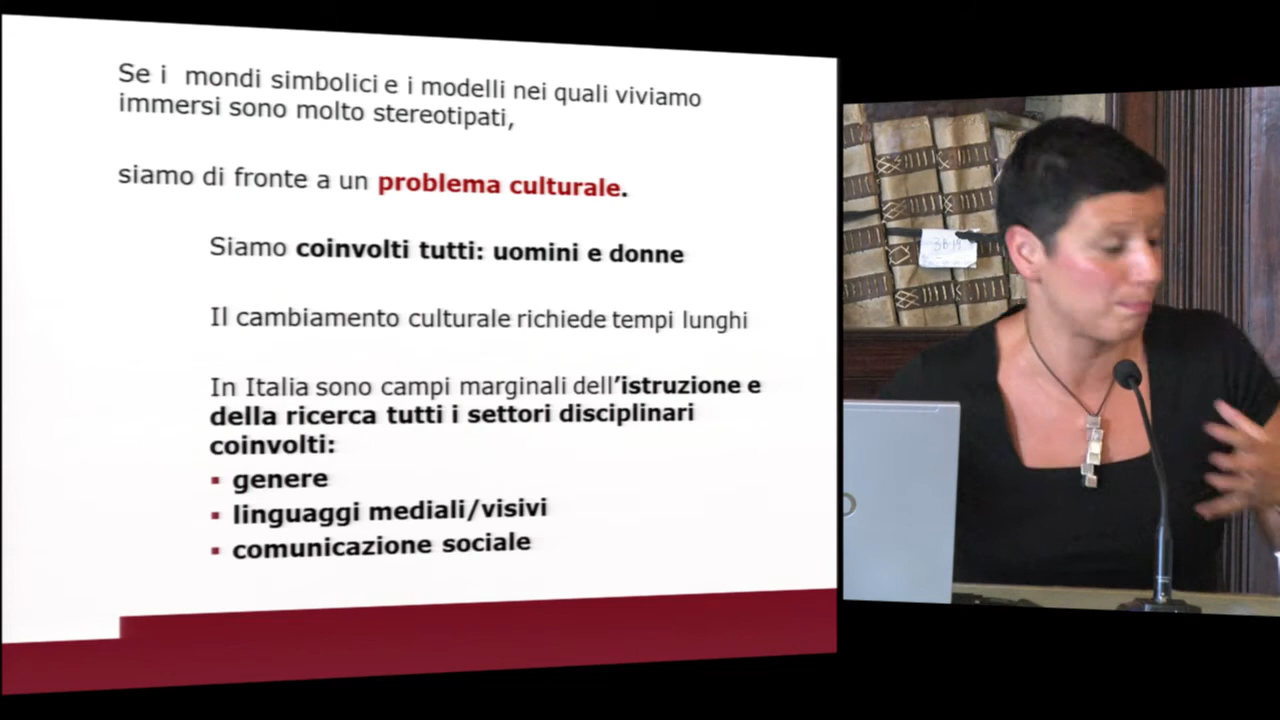 Se i mondi simbolici e i modelli nei quali viviamo
immersi sono molto stereotipati,
siamo di fronte a un problema culturale.
Siamo coinvolti tutti: uomini e donne
Il cambiamento culturale richiede tempi lunghi
In Italia sono campi marginali dell'istruzione e
della ricerca tutti i settori disciplinari
coinvolti:
▪ genere
▪ linguaggi mediali/visivi
▪ comunicazione sociale